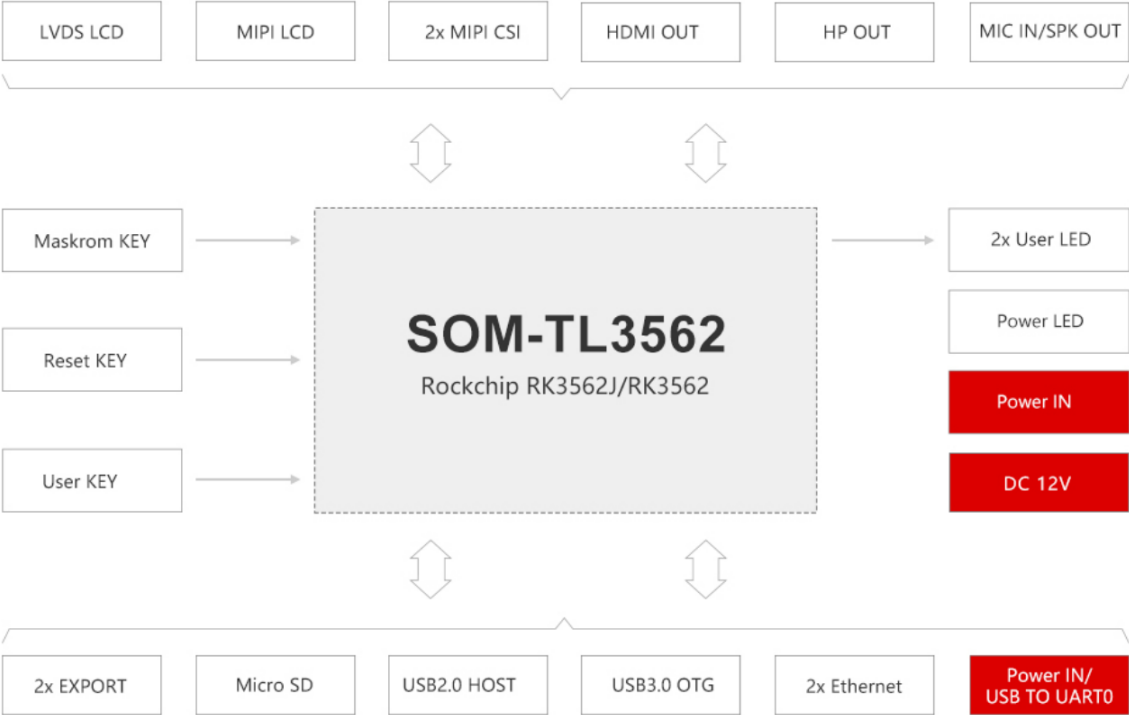 LVDS LCD
MIPI LCD
2x MIPI CSI
HDMI OUT
HP OUT
MIC IN/SPK OUT
Maskrom KEY
Reset KEY
User KEY
SOM-TL3562
Rockchip RK3562J/RK3562
2x User LED
Power LED
Power IN
DC 12V
2x EXPORT
Micro SD
USB2.0 HOST
USB3.0 OTG
2x Ethernet
Power IN/
USB TO UART0